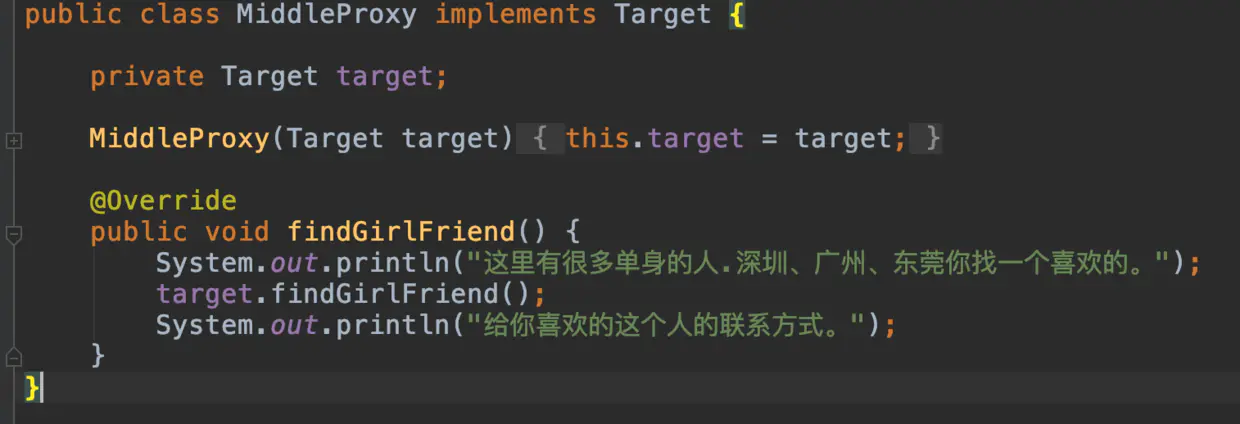 public class MiddleProxy implements Target {
private Target target;
MiddleProxy(Target target) { this.target = target; }
@Override
public void findGirlFriend() {
System.out.println("这里有很多单身的人.深圳、广州、东莞你找一个喜欢的。");
target.findGirlFriend();
System.out.println("给你喜欢的这个人的联系方式。");
}
}